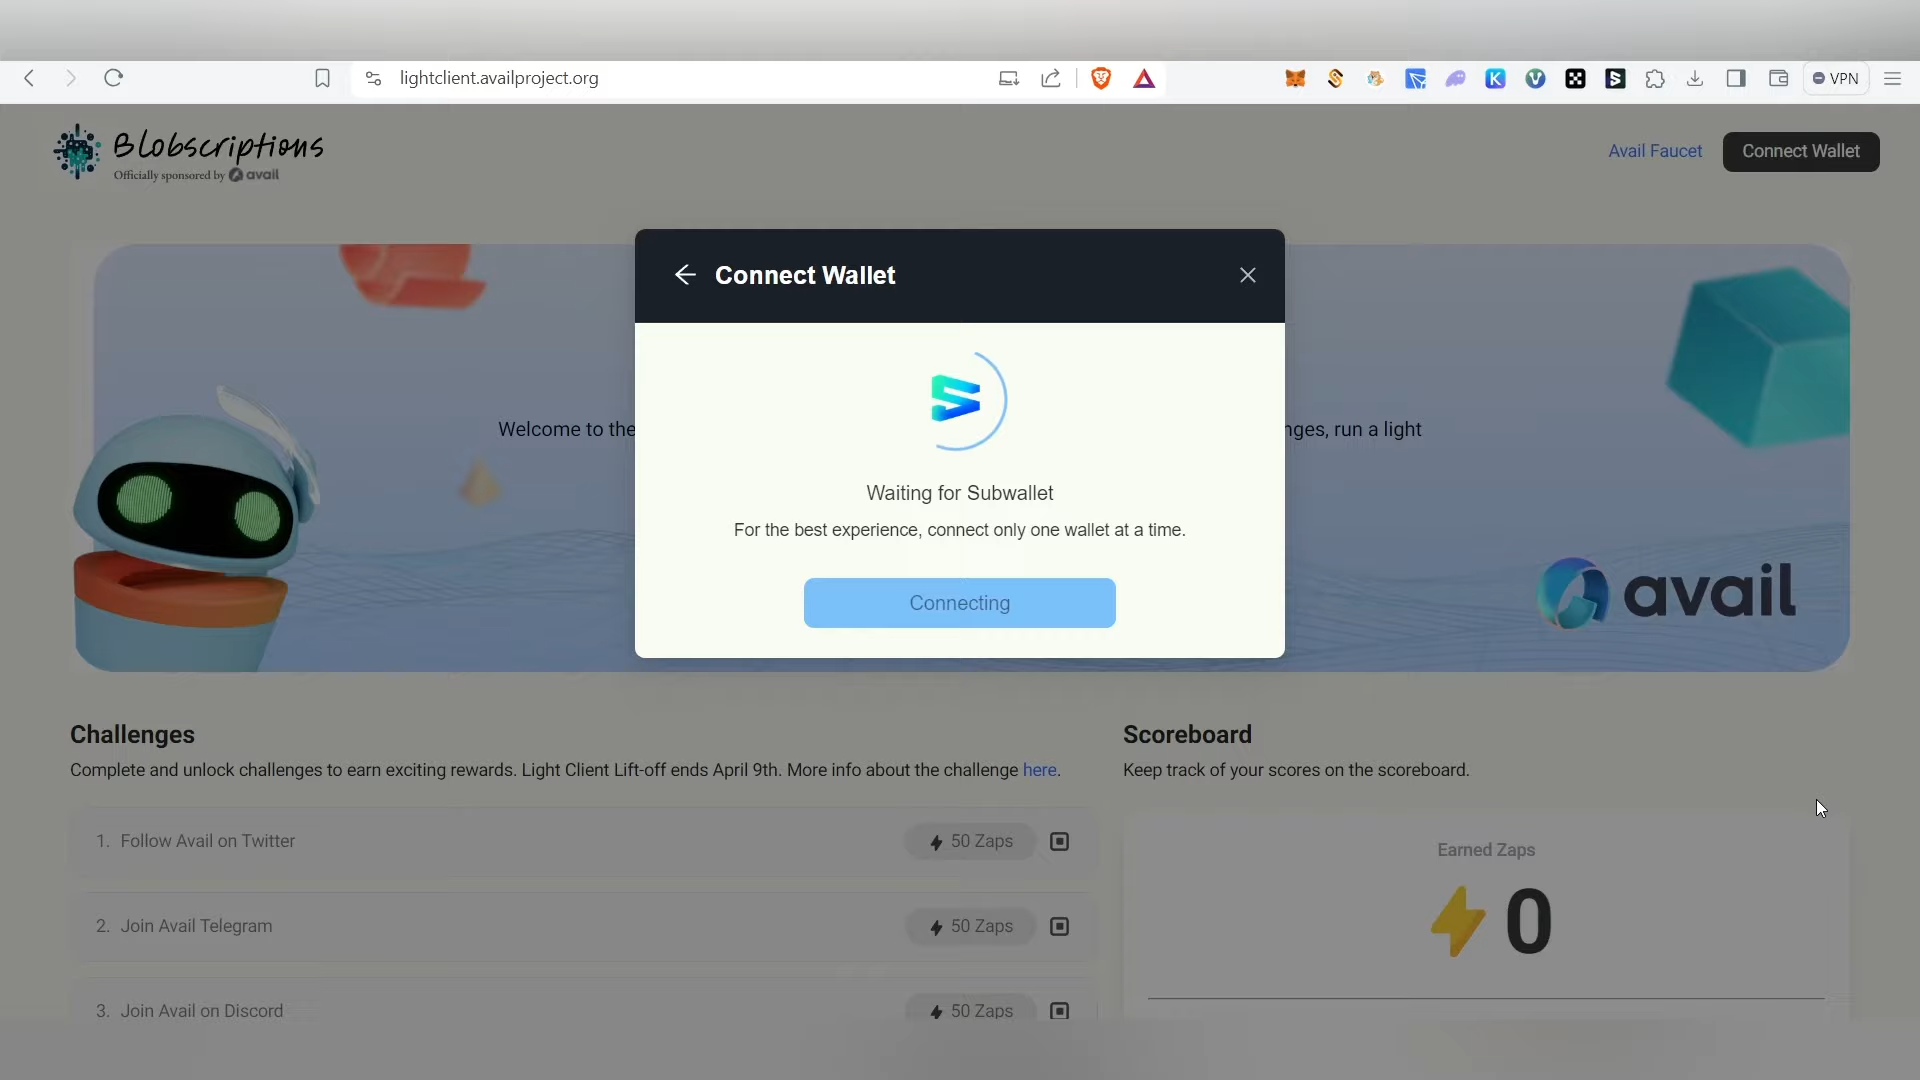 lightclient.availproject.org
VPN
Blobscriptions
Officially sponsored by avail
Avail Faucet
Connect Wallet
Connect Wallet
Welcome to the
nges, run a light
Waiting for Subwallet
For the best experience, connect only one wallet at a time.
Connecting
avail
Challenges
Complete and unlock challenges to earn exciting rewards. Light Client Lift-off ends April 9th. More info about the challenge here.
1. Follow Avail on Twitter
50 Zaps
2. Join Avail Telegram
50 Zaps
3. Join Avail on Discord
50 Zaps
Scoreboard
Keep track of your scores on the scoreboard.
Earned Zaps
0